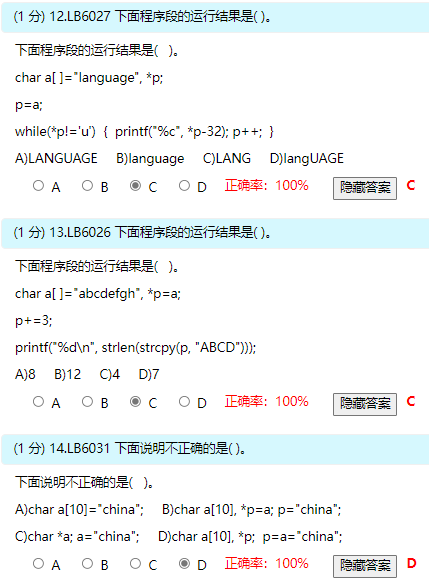 (1 分) 12.LB6027 下面程序段的运行结果是( )。
下面程序段的运行结果是(   )。
char a[ ]="language", *p;
p=a;
while(*p!='u')  {  printf("%c", *p-32); p++;  }
A)LANGUAGE     B)language     C)LANG     D)langUAGE
A B C D 正确率：100% 隐藏答案 C
(1 分) 13.LB6026 下面程序段的运行结果是( )。
下面程序段的运行结果是(   )。
char a[ ]="abcdefgh", *p=a;
p+=3;
printf("%d\n", strlen(strcpy(p, "ABCD")));
A)8     B)12     C)4     D)7
A B C D 正确率：100% 隐藏答案 C
(1 分) 14.LB6031 下面说明不正确的是( )。
下面说明不正确的是(   )。
A)char a[10]="china";     B)char a[10], *p=a; p="china";
C)char *a; a="china";     D)char a[10], *p;  p=a="china";
A B C D 正确率：100% 隐藏答案 D